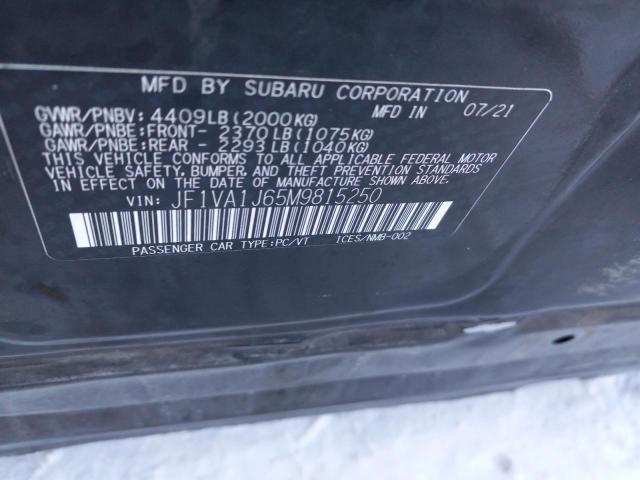 MFD BY SUBARU CORPORATION
GVWR/PNBV: 4409LB(2000KG) MFD IN 07/21
GAWR/PNBE:FRONT- 2370LB(1075KG)
GAWR/PNBE:REAR - 2293LB(1040KG)
THIS VEHICLE CONFORMS TO ALL APPLICABLE FEDERAL MOTOR
VEHICLE SAFETY, BUMPER, AND THEFT PREVENTION STANDARDS
IN EFFECT ON THE DATE OF MANUFACTURE SHOWN ABOVE.
VIN: JF1VA1J65M9815250
PASSENGER CAR TYPE:PC/VT ICES/NMB-002